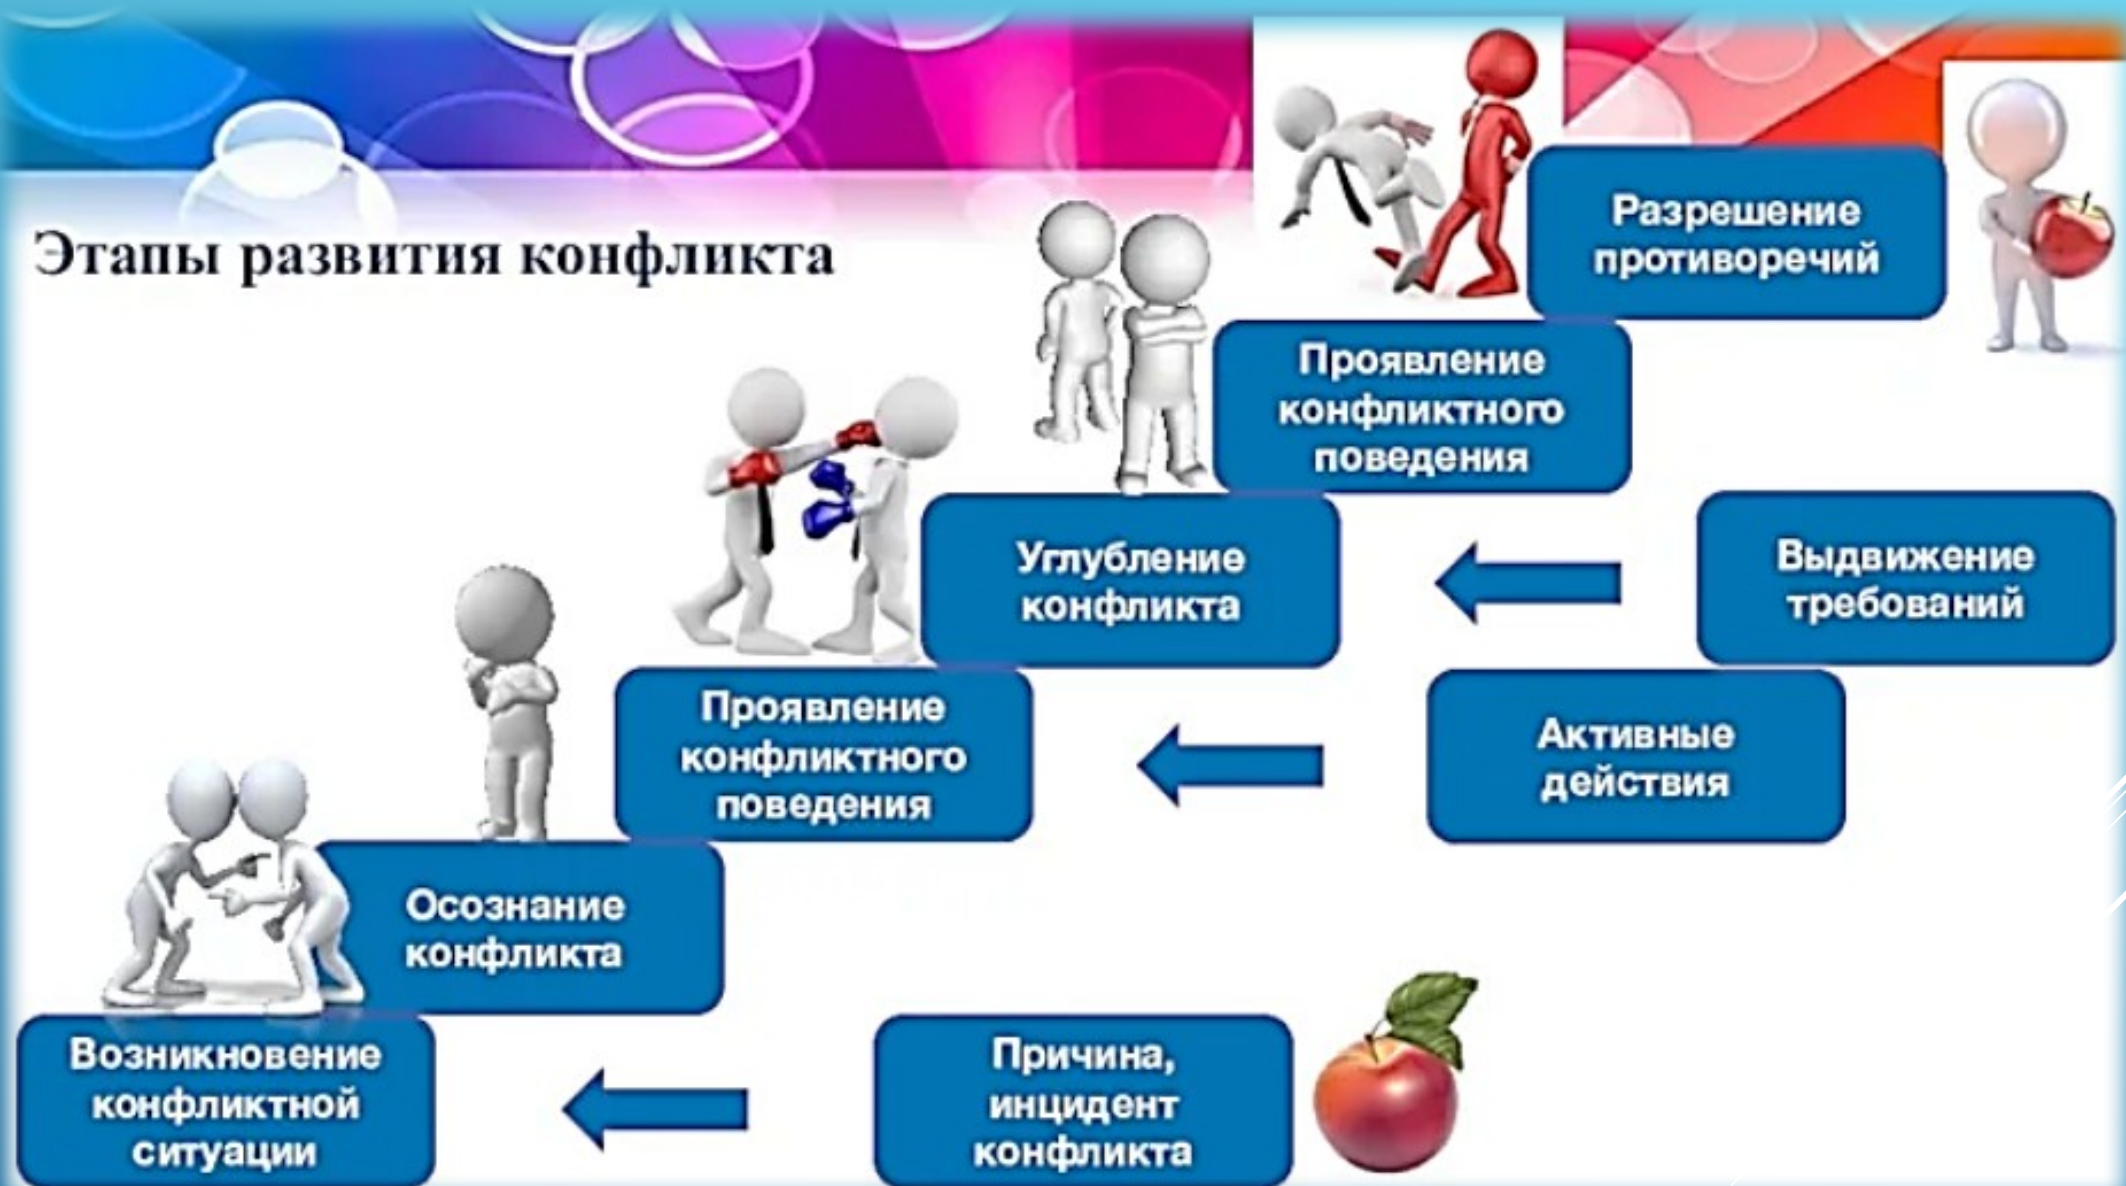 Этапы развития конфликта
Разрешение
противоречий
Проявление
конфликтного
поведения
Углубление
конфликта
Выдвижение
требований
Проявление
конфликтного
поведения
Активные
действия
Осознание
конфликта
Возникновение
конфликтной
ситуации
Причина,
инцидент
конфликта